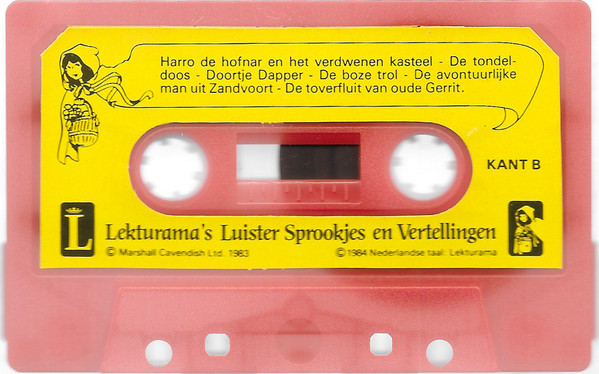 Harro de hofnar en het verdwenen kasteel - De tondel-
doos - Doortje Dapper - De boze trol - De avontuurlijke
man uit Zandvoort - De toverfluit van oude Gerrit.
KANT B
L Lekturama's Luister Sprookjes en Vertellingen
© Marshall Cavendish Ltd. 1983 © 1984 Nederlandse taal: Lekturama